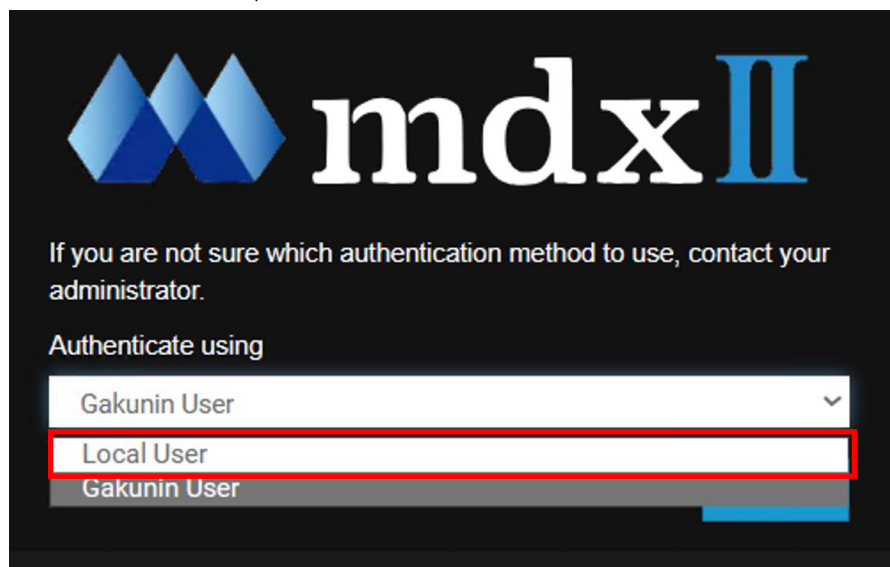 mdxII
If you are not sure which authentication method to use, contact your
administrator.
Authenticate using
Gakunin User
Local User
Gakunin User